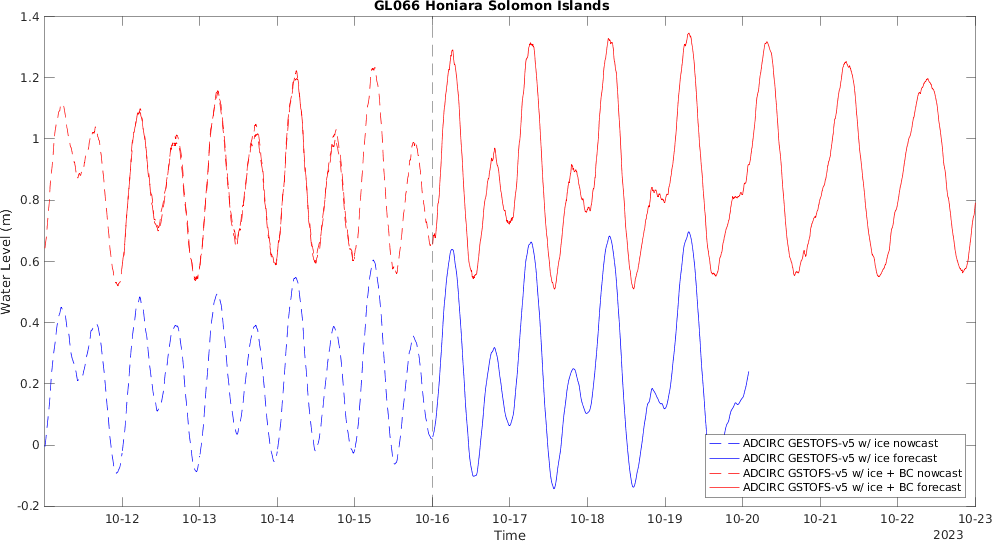 GL066 Honiara Solomon Islands
1.4
1.2
1
0.8
0.6
0.4
0.2
0
-0.2
Water Level (m)
ADCIRC GESTOFS-v5 w/ ice nowcast
ADCIRC GESTOFS-v5 w/ ice forecast
ADCIRC GSTOFS-v5 w/ ice + BC nowcast
ADCIRC GSTOFS-v5 w/ ice + BC forecast
10-12 10-13 10-14 10-15 10-16 10-17 10-18 10-19 10-20 10-21 10-22 10-23
Time
2023